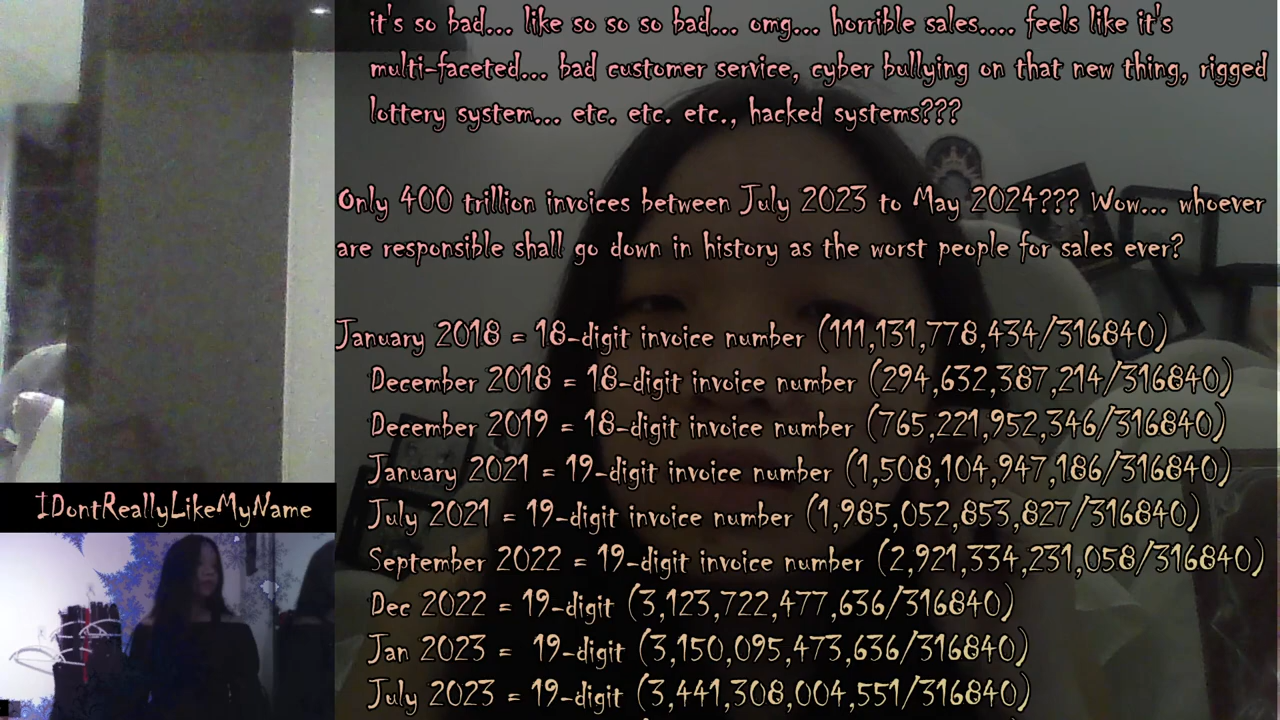 it's so bad... like so so so bad... omg... horrible sales.... feels like it's
multi-faceted... bad customer service, cyber bullying on that new thing, rigged
lottery system... etc. etc. etc., hacked systems???
Only 400 trillion invoices between July 2023 to May 2024??? Wow... whoever
are responsible shall go down in history as the worst people for sales ever?
January 2018 = 18-digit invoice number (111,131,778,434/316840)
December 2018 = 18-digit invoice number (294,632,387,214/316840)
December 2019 = 18-digit invoice number (765,221,952,346/316840)
January 2021 = 19-digit invoice number (1,508,104,947,186/316840)
July 2021 = 19-digit invoice number (1,985,052,853,827/316840)
September 2022 = 19-digit invoice number (2,921,334,231,058/316840)
Dec 2022 = 19-digit (3,123,722,477,636/316840)
Jan 2023 = 19-digit (3,150,095,473,636/316840)
July 2023 = 19-digit (3,441,308,004,551/316840)
IDontReallyLikeMyName